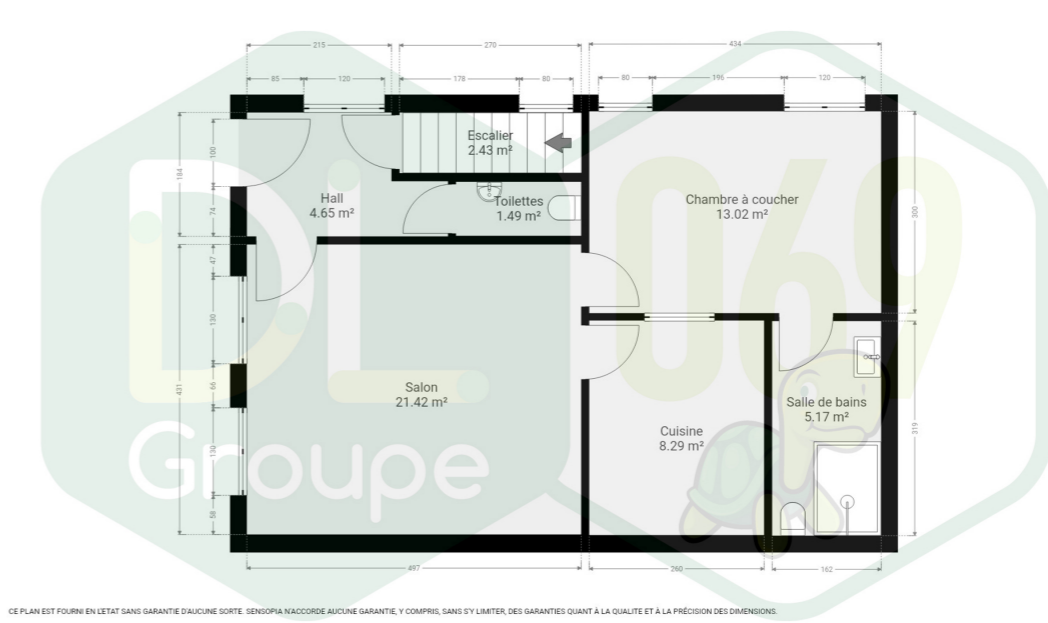 215
270
434
85
120
178
80
80
196
120
Escalier
2.43 m²
184
100
74
Hall
4.65 m²
Toilettes
1.49 m²
Chambre à coucher
13.02 m²
300
069
DL
47
130
431
66
130
58
Salon
21.42 m²
Salle de bains
5.17 m²
Cuisine
8.29 m²
319
Groupe
497
260
162
CE PLAN EST FOURNI EN L'ETAT SANS GARANTIE D'AUCUNE SORTE. SENSOPIA N'ACCORDE AUCUNE GARANTIE, Y COMPRIS, SANS S'Y LIMITER, DES GARANTIES QUANT À LA QUALITE ET À LA PRÉCISION DES DIMENSIONS.